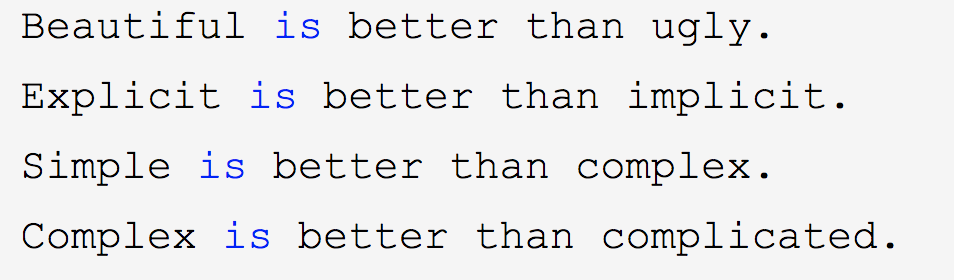 Beautiful is better than ugly.
Explicit is better than implicit.
Simple is better than complex.
Complex is better than complicated.